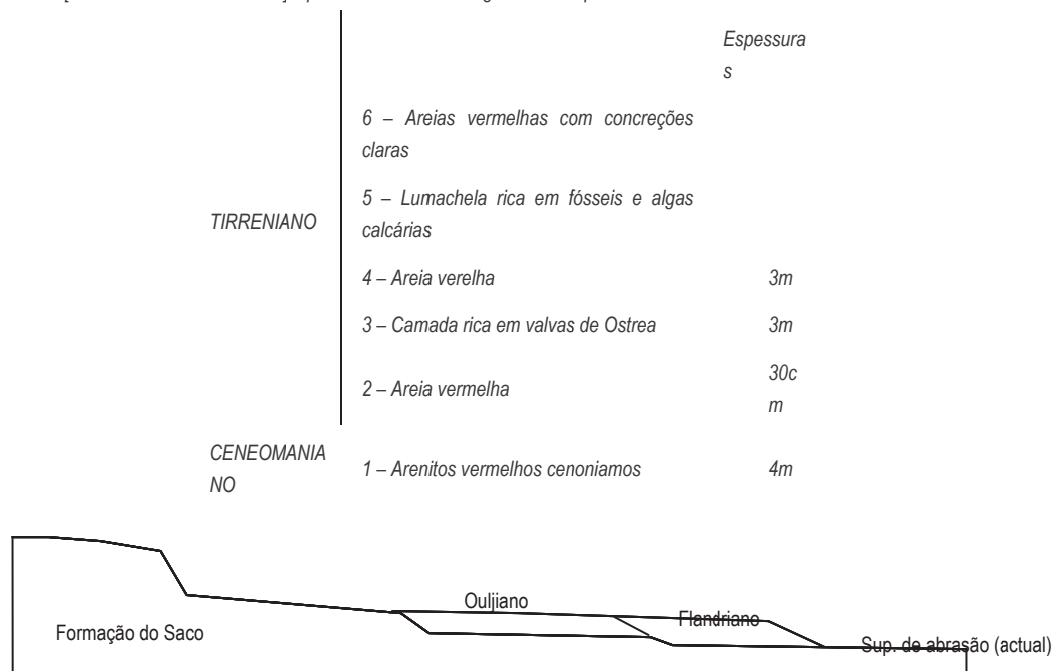 Espessura
s
6 – Areias vermelhas com concreções
claras
5 – Lumachela rica em fósseis e algas
calcárias
TIRRENIANO
4 – Areia verelha 3m
3 – Camada rica em valvas de Ostrea 3m
2 – Areia vermelha 30c
m
CENEOMANIA
NO
1 – Arenitos vermelhos cenoniamos 4m
Ouljiano
Flandriano
Formação do Saco
Sup. de abrasão (actual)